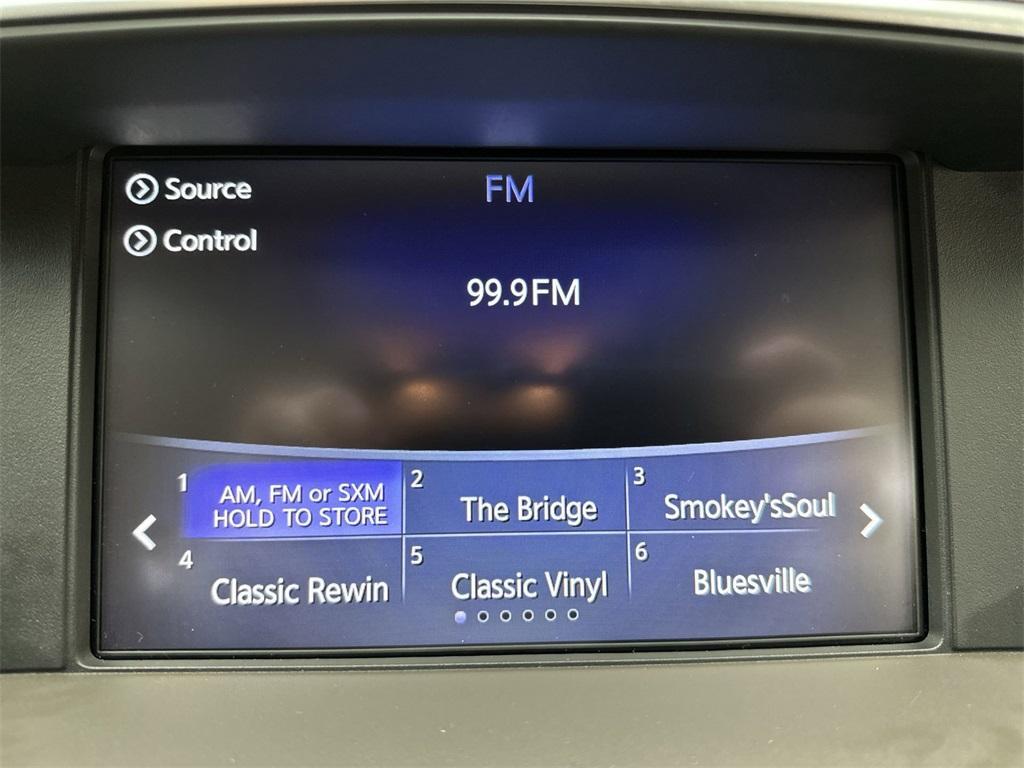 Source
FM
Control
99.9FM
1
AM, FM or SXM
HOLD TO STORE
2
The Bridge
3
Smokey'sSoul
4
Classic Rewin
5
Classic Vinyl
6
Bluesville